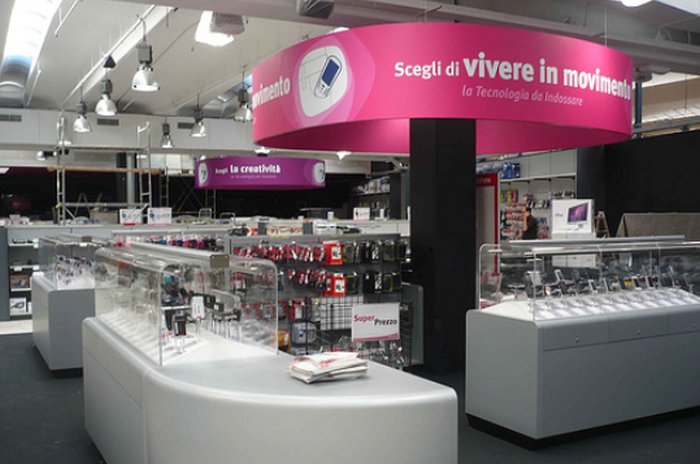 movimento
Scegli di vivere in movimento
la Tecnologia da Indossare
Scegli la creatività
Super Prezzo